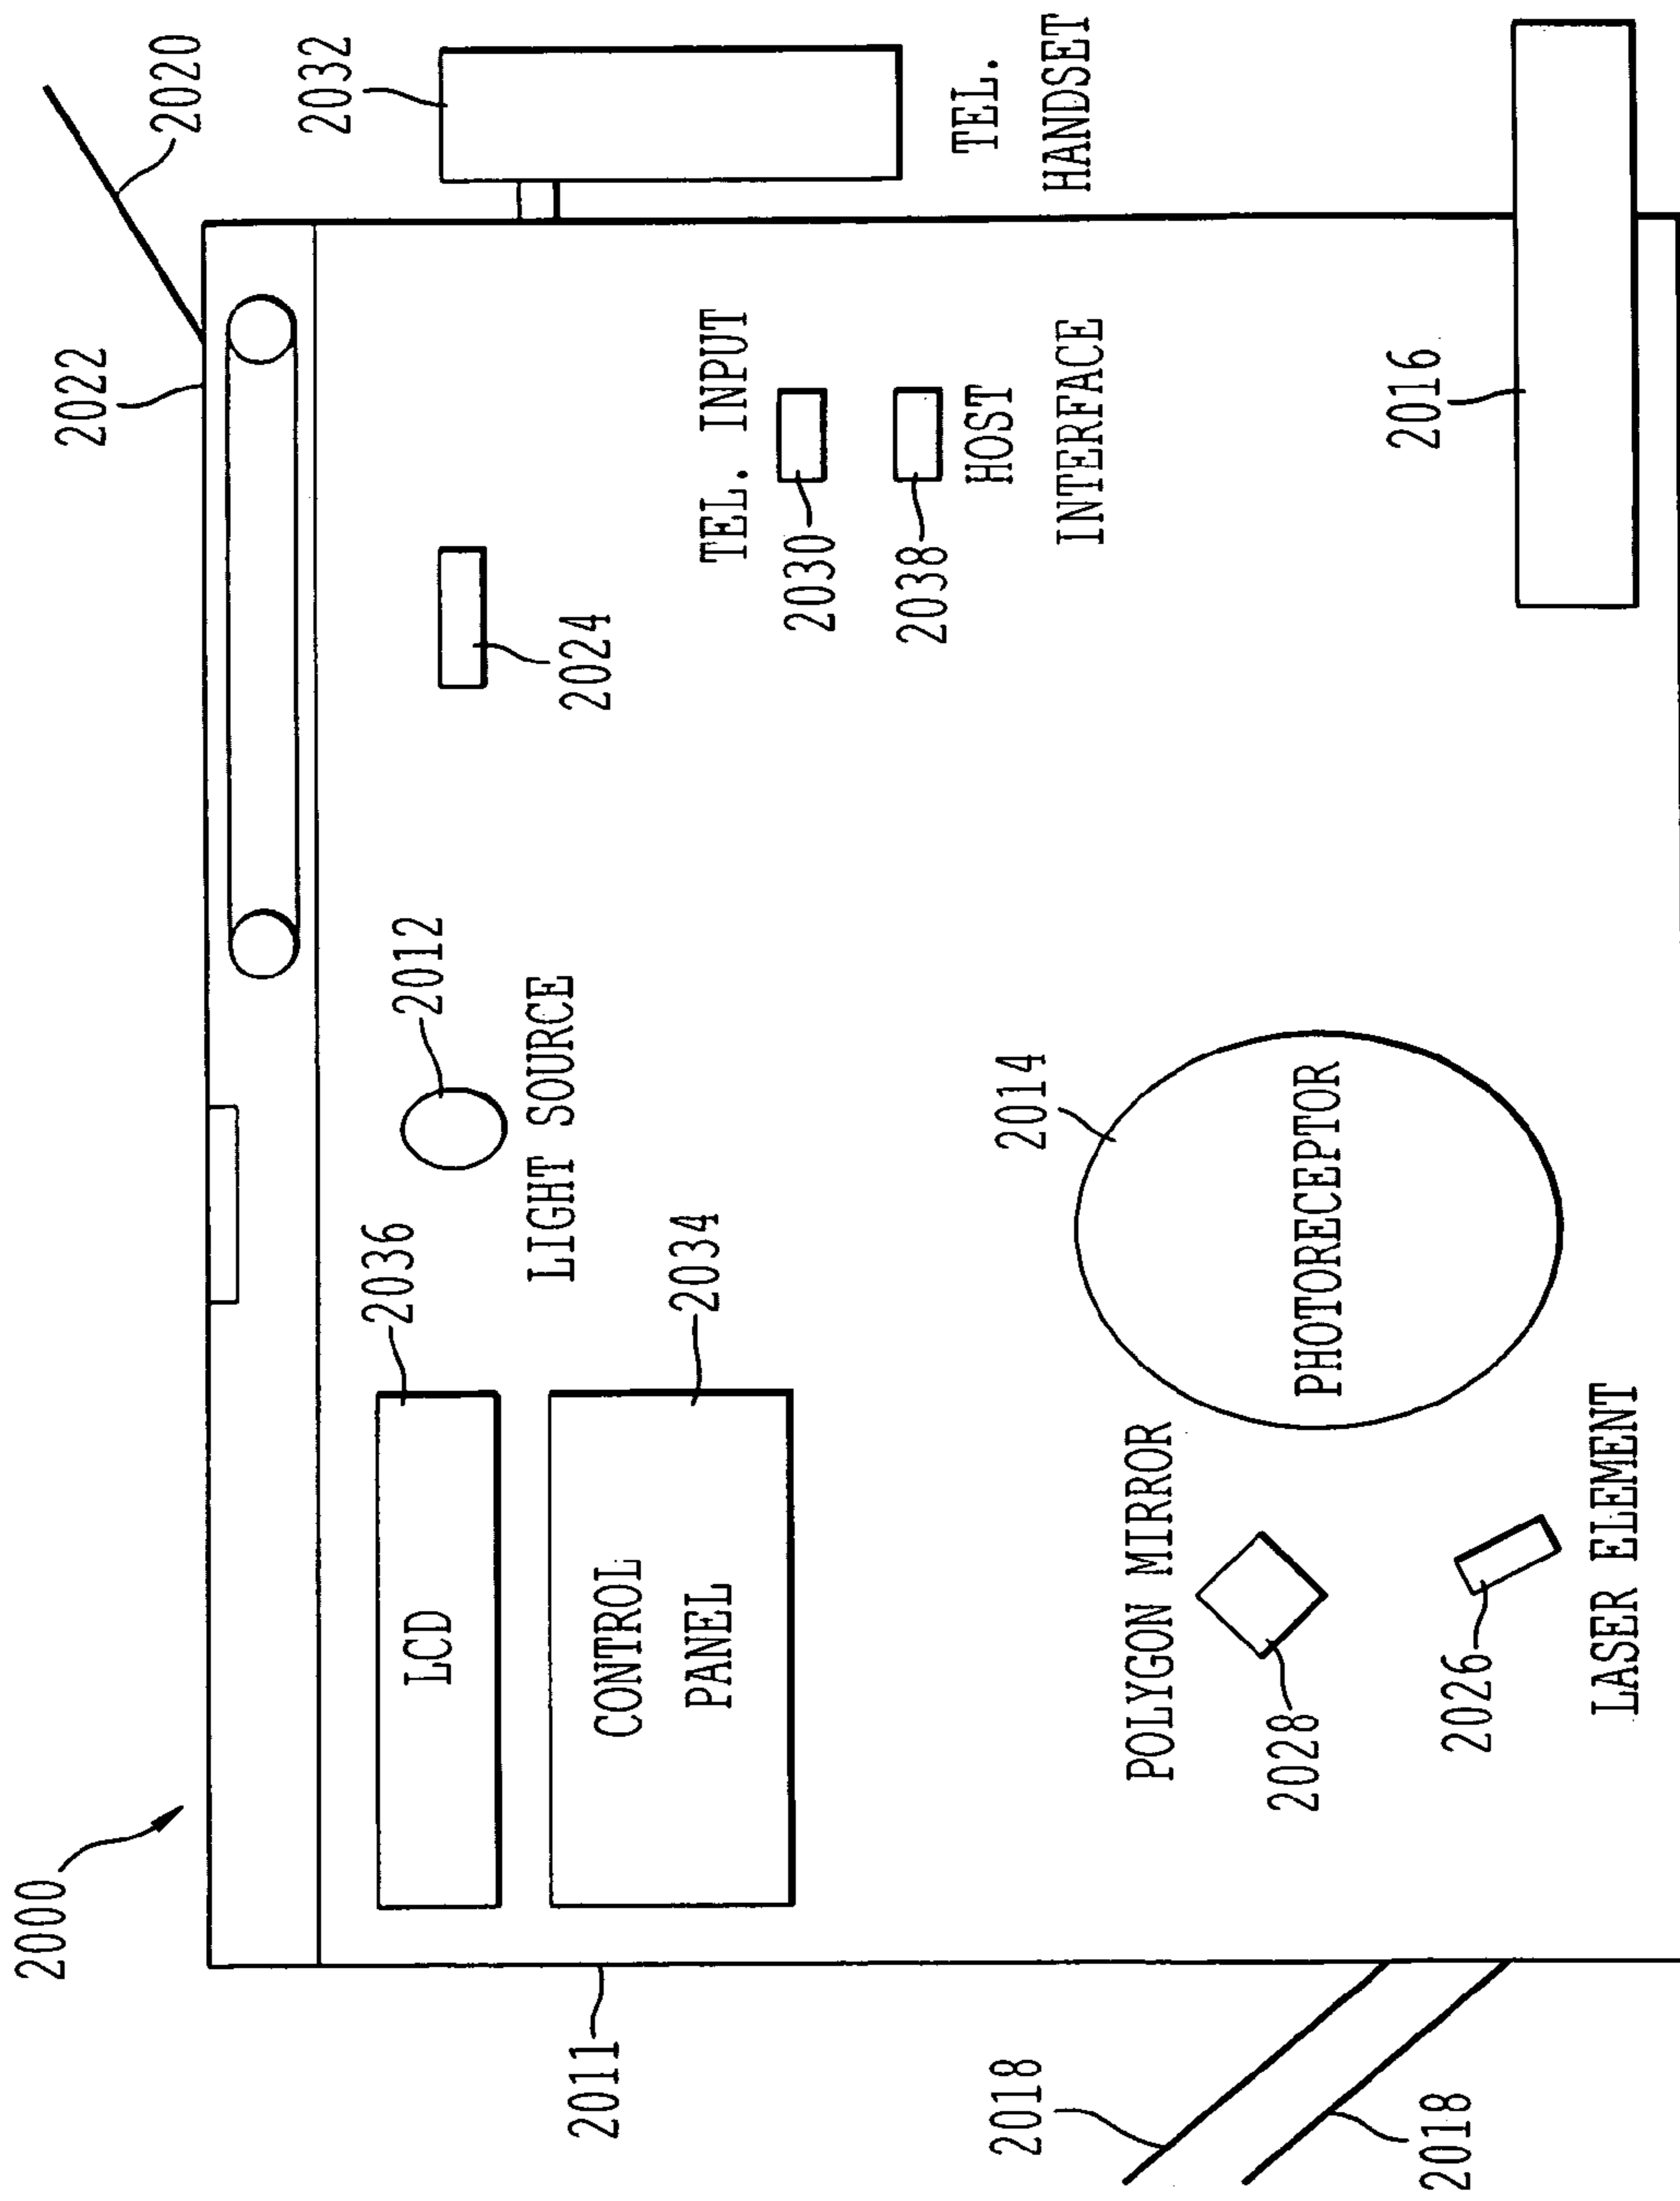 2000
2022
2020
2011
2036
LCD
2012
LIGHT SOURCE
2024
2032
TEL.
HANDSET
CONTROL
PANEL
2034
TEL. INPUT
2030
2038
HOST
INTERFACE
2018
2018
POLYGON MIRROR
2028
2014
PHOTORECEPTOR
2026
LASER ELEMENT
2016